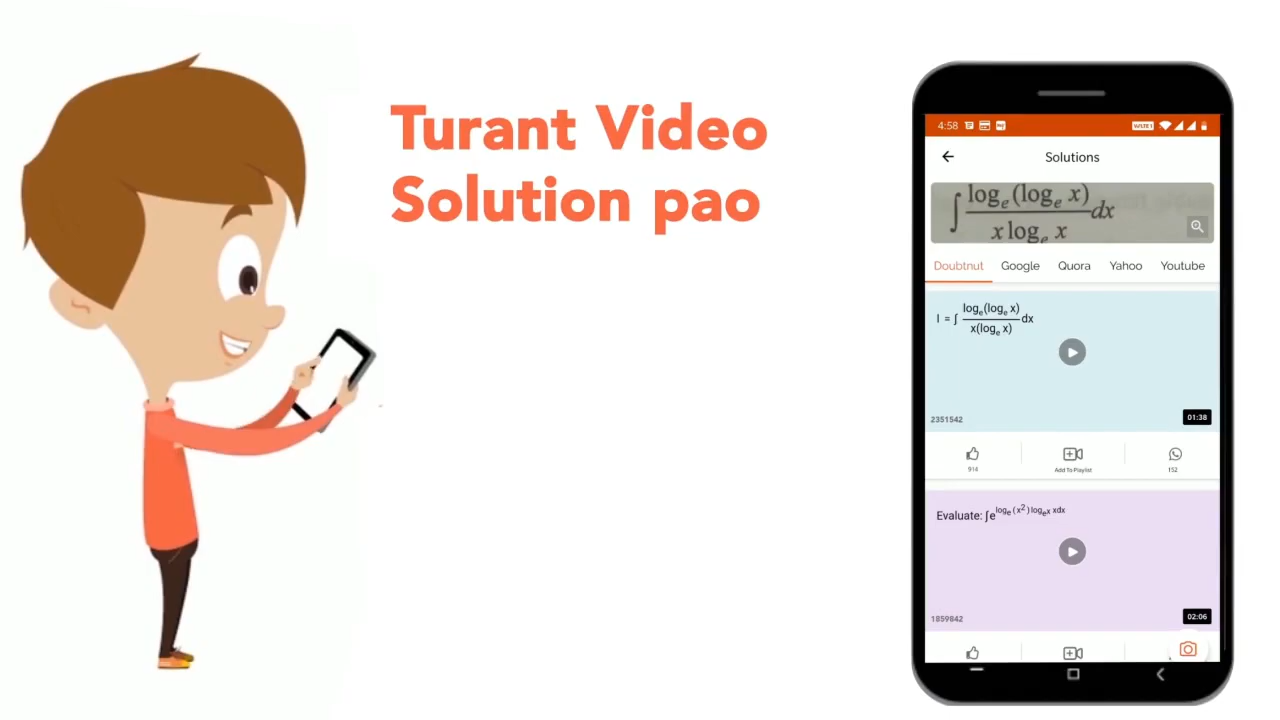 Turant Video
Solution pao
4:58
Solutions
∫ logₑ(logₑ x) / x logₑ x dx
Doubtnut Google Quora Yahoo Youtube
I = ∫ logₑ(logₑ x) / x(logₑ x) dx
2351542 01:38
914 Add To Playlist 152
Evaluate: ∫e^logₑ(x²)logₑx xdx
1859842 02:06